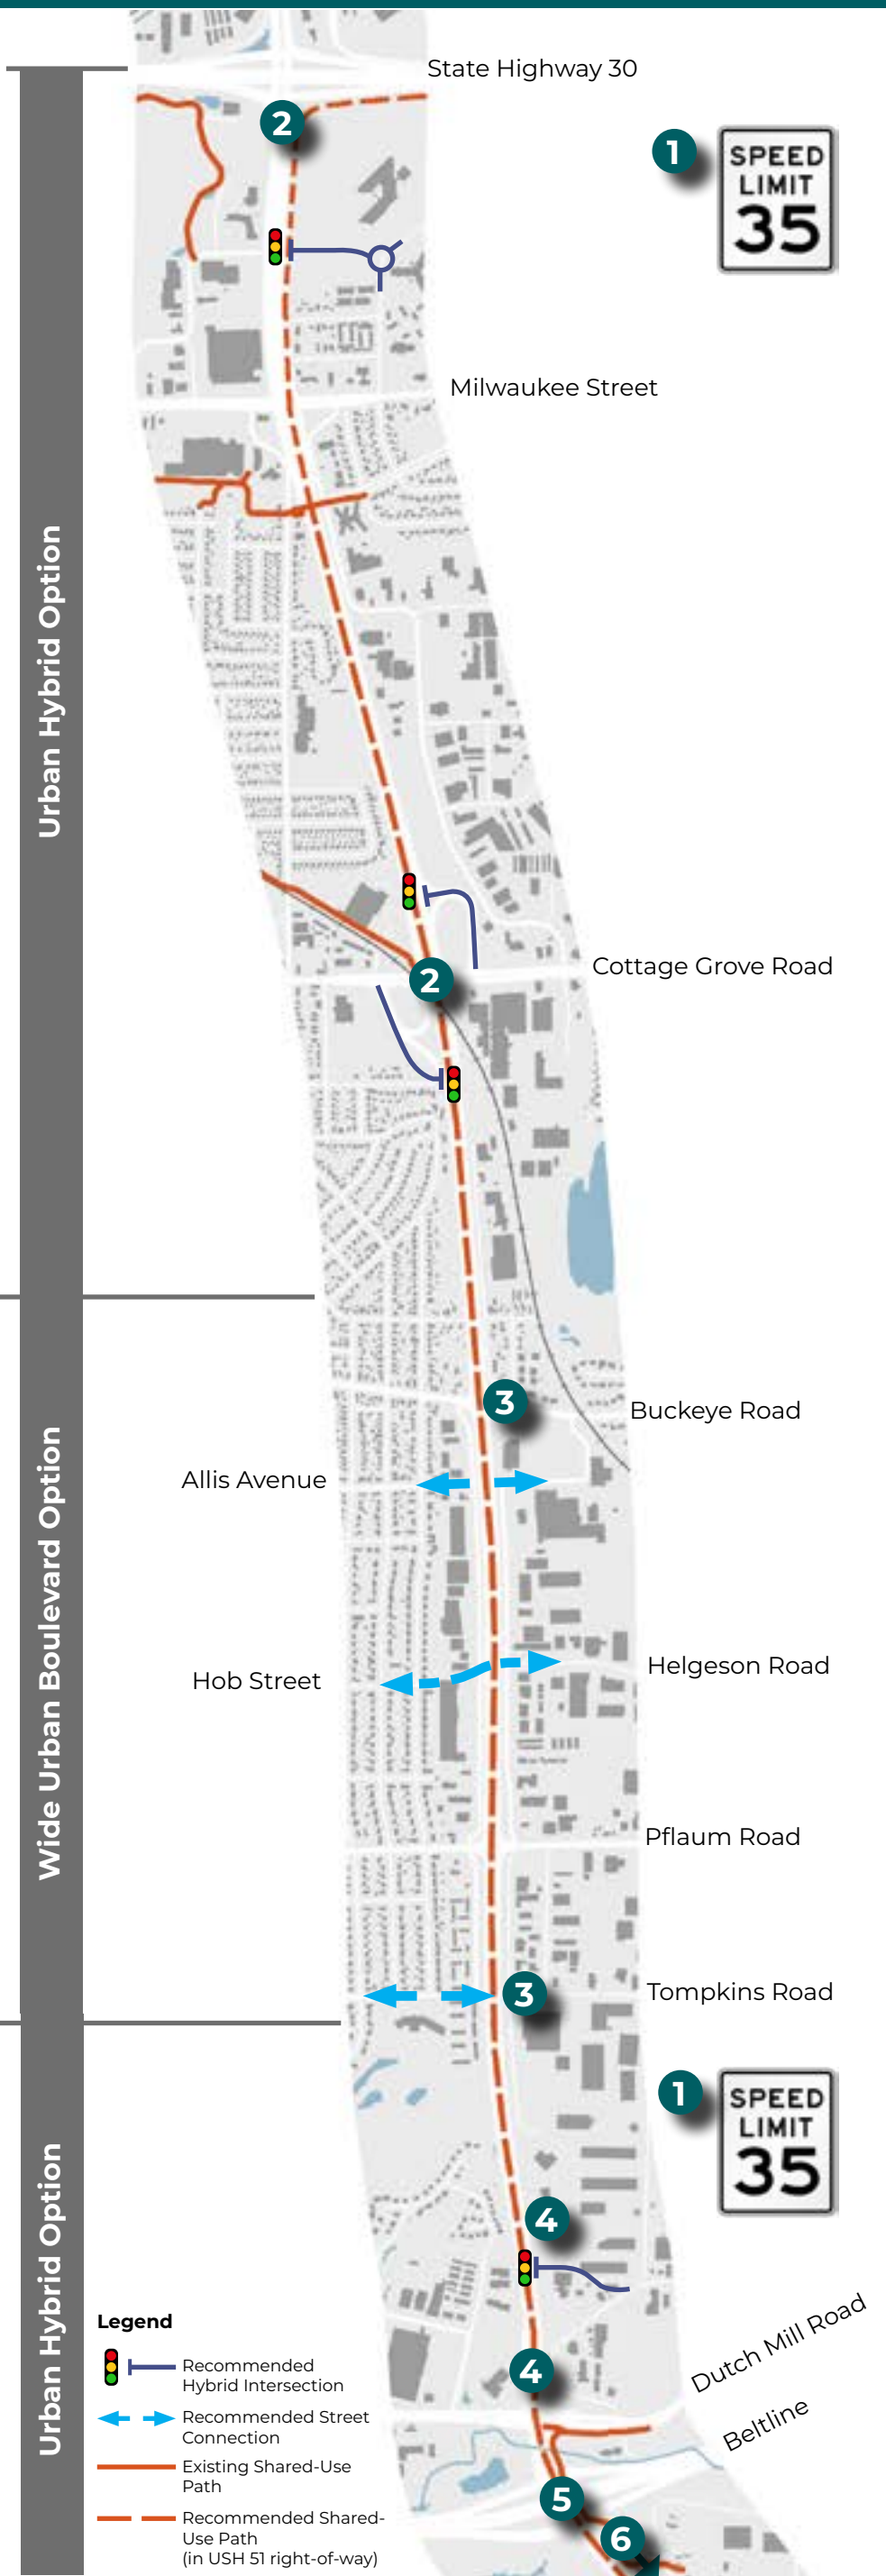 State Highway 30
2
1
SPEED
LIMIT
35
Milwaukee Street
Urban Hybrid Option
Cottage Grove Road
2
3
Buckeye Road
Allis Avenue
Wide Urban Boulevard Option
Helgeson Road
Hob Street
Pflaum Road
Tompkins Road
3
1
SPEED
LIMIT
35
Urban Hybrid Option
4
Dutch Mill Road
4
Beltline
5
6
Legend
Recommended
Hybrid Intersection
Recommended Street
Connection
Existing Shared-Use
Path
Recommended Shared-
Use Path
(in USH 51 right-of-way)